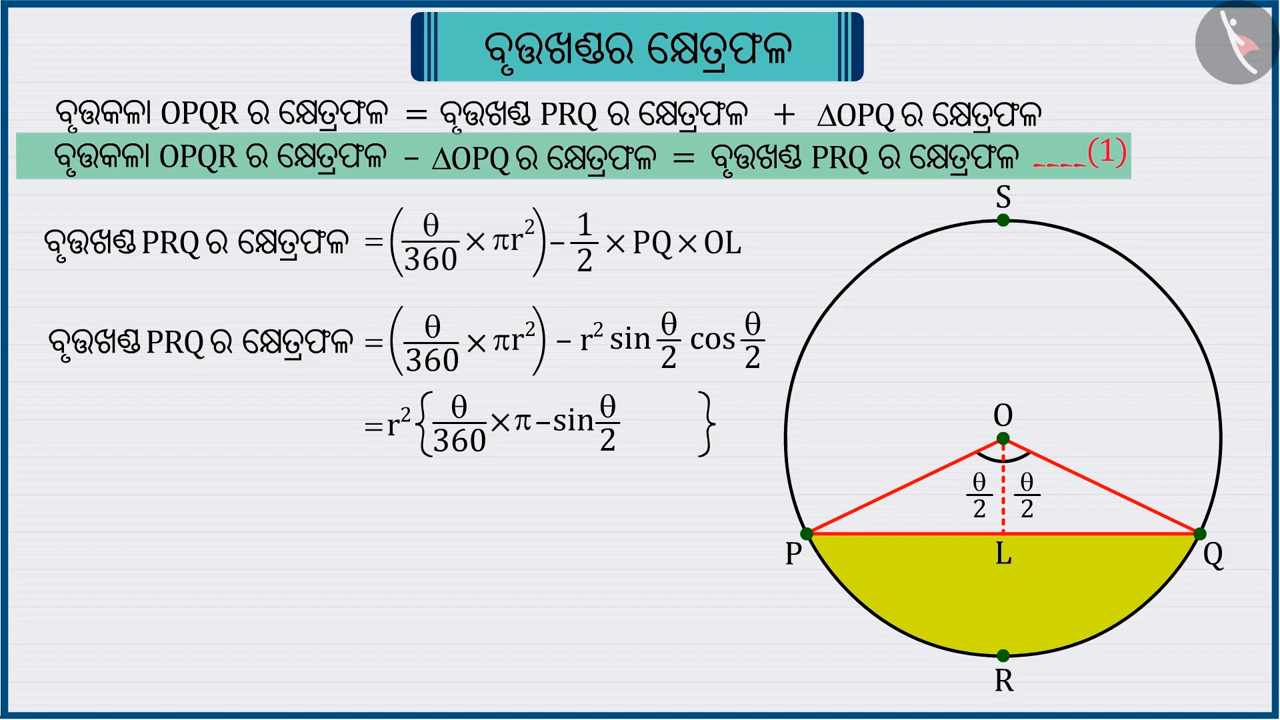 ବୃତ୍ତଖଣ୍ଡର କ୍ଷେତ୍ରଫଳ
ବୃତ୍ତକଳା OPQR ର କ୍ଷେତ୍ରଫଳ = ବୃତ୍ତଖଣ୍ଡ PRQ ର କ୍ଷେତ୍ରଫଳ + ΔOPQ ର କ୍ଷେତ୍ରଫଳ
ବୃତ୍ତକଳା OPQR ର କ୍ଷେତ୍ରଫଳ – ΔOPQ ର କ୍ଷେତ୍ରଫଳ = ବୃତ୍ତଖଣ୍ଡ PRQ ର କ୍ଷେତ୍ରଫଳ ____(1)
ବୃତ୍ତଖଣ୍ଡ PRQ ର କ୍ଷେତ୍ରଫଳ = (θ/360 × πr²) – 1/2 × PQ × OL
ବୃତ୍ତଖଣ୍ଡ PRQ ର କ୍ଷେତ୍ରଫଳ = (θ/360 × πr²) – r² sin θ/2 cos θ/2
= r² {θ/360 × π – sin θ/2 }
S
O
θ/2 θ/2
P L Q
R